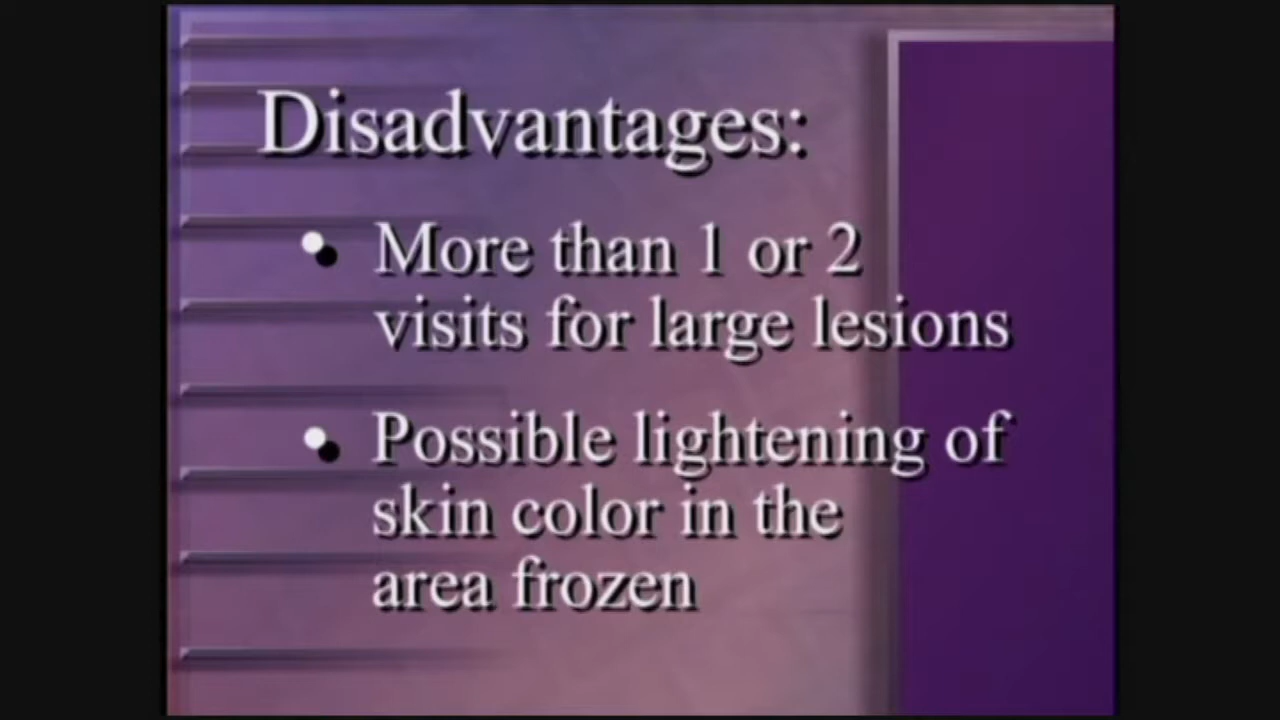 Disadvantages:
• More than 1 or 2
visits for large lesions
• Possible lightening of
skin color in the
area frozen